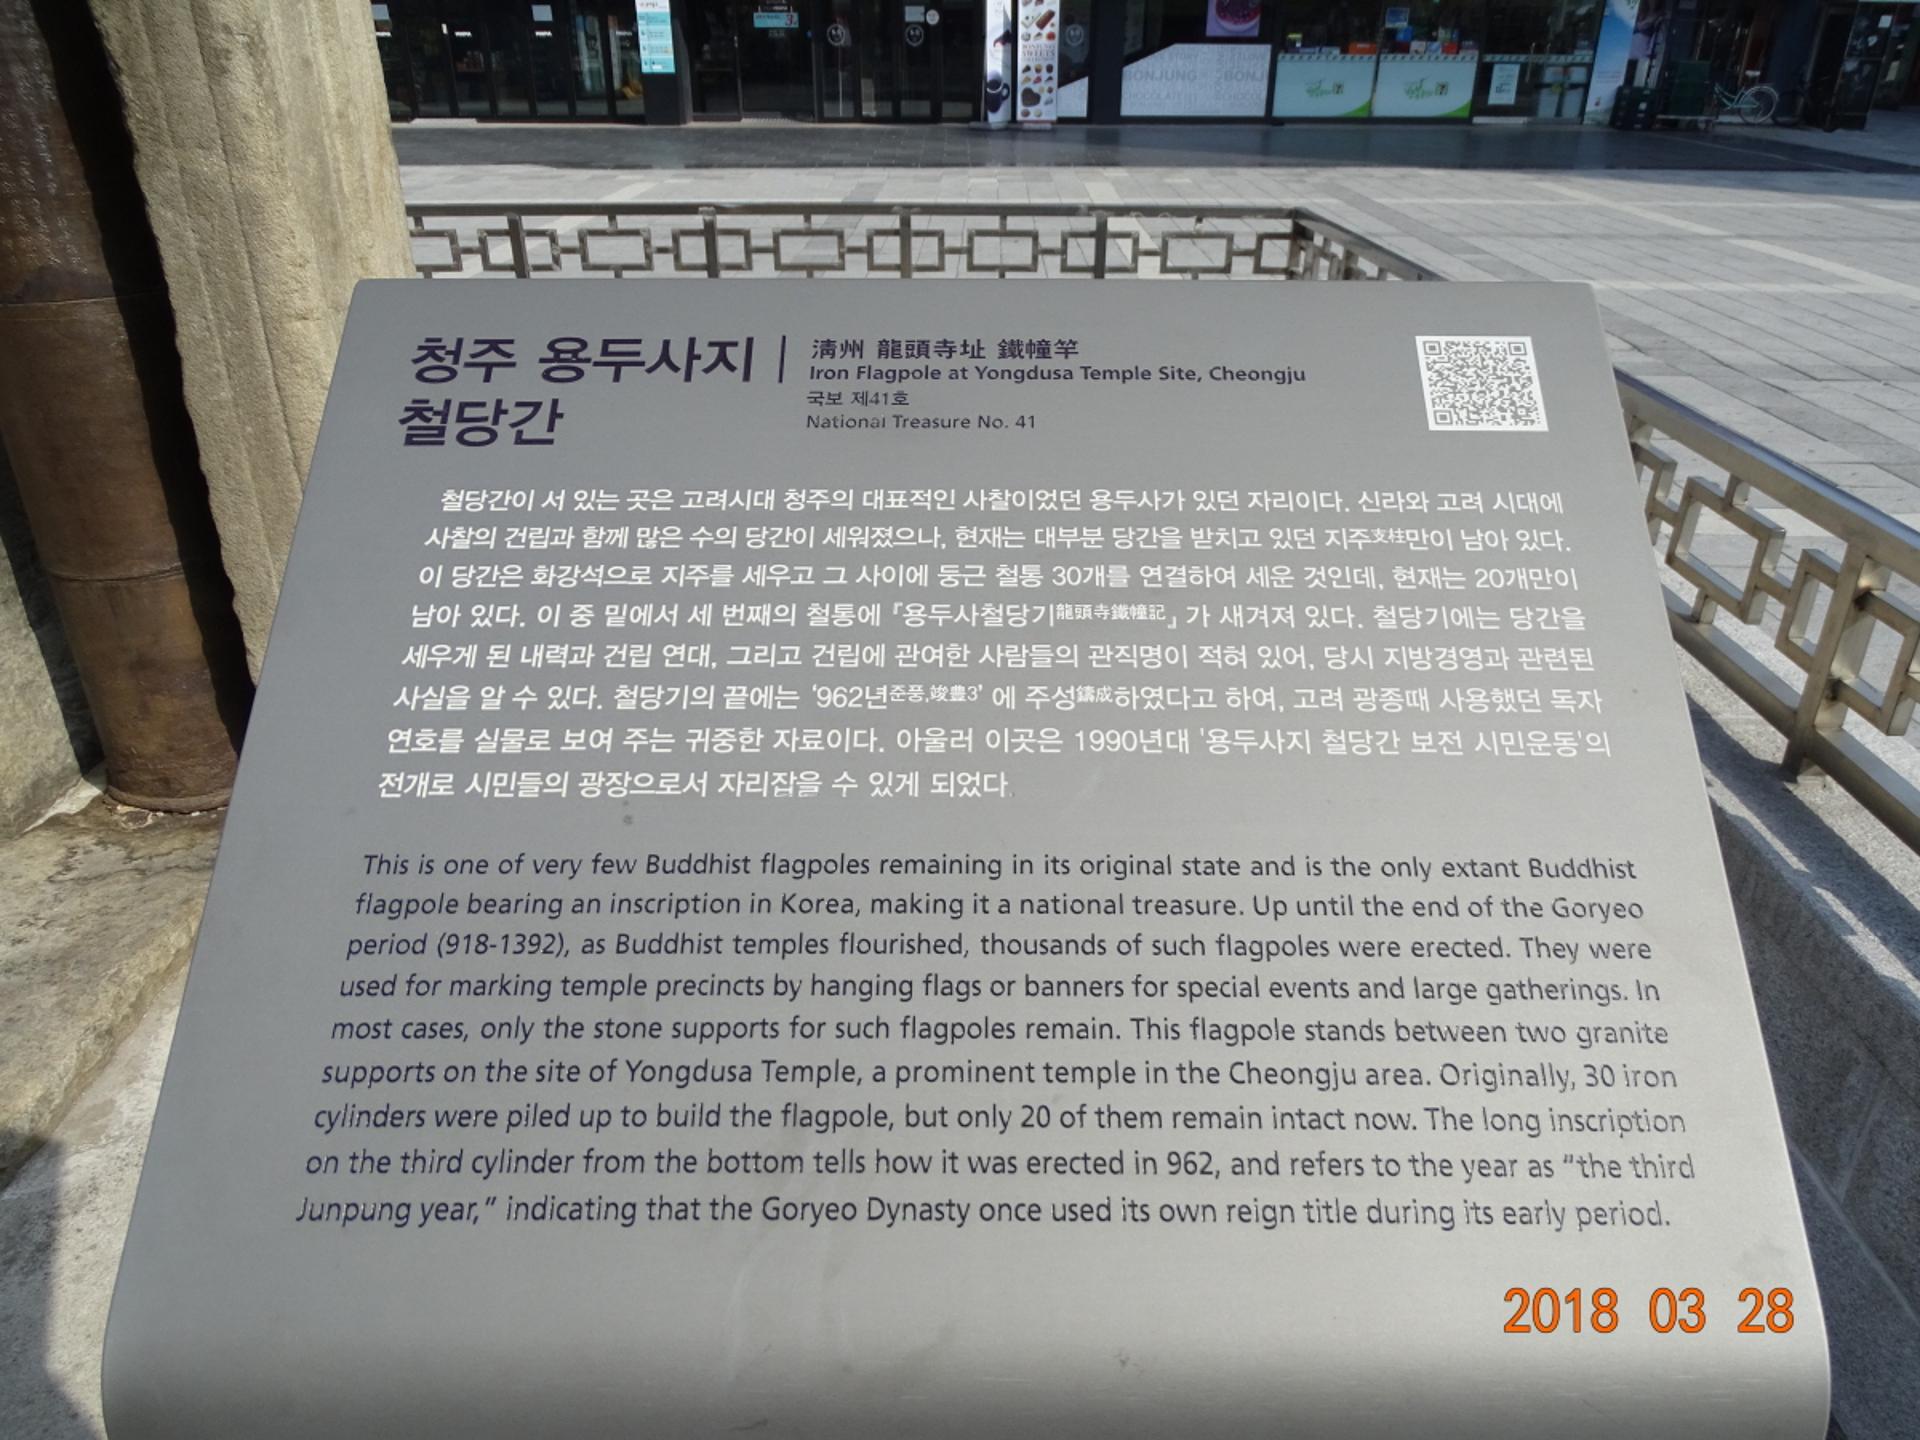 청주 용두사지
철당간
淸州 龍頭寺址 鐵幢竿
Iron Flagpole at Yongdusa Temple Site, Cheongju
국보 제41호
National Treasure No. 41
철당간이 서 있는 곳은 고려시대 청주의 대표적인 사찰이었던 용두사가 있던 자리이다. 신라와 고려 시대에
사찰의 건립과 함께 많은 수의 당간이 세워졌으나, 현재는 대부분 당간을 받치고 있던 지주支柱만이 남아 있다.
이 당간은 화강석으로 지주를 세우고 그 사이에 둥근 철통 30개를 연결하여 세운 것인데, 현재는 20개만이
남아 있다. 이 중 밑에서 세 번째의 철통에 『용두사철당기龍頭寺鐵幢記』가 새겨져 있다. 철당기에는 당간을
세우게 된 내력과 건립 연대, 그리고 건립에 관여한 사람들의 관직명이 적혀 있어, 당시 지방경영과 관련된
사실을 알 수 있다. 철당기의 끝에는 ‘962년준풍,竣豊3’ 에 주성鑄成하였다고 하여, 고려 광종때 사용했던 독자
연호를 실물로 보여 주는 귀중한 자료이다. 아울러 이곳은 1990년대 '용두사지 철당간 보전 시민운동'의
전개로 시민들의 광장으로서 자리잡을 수 있게 되었다.
This is one of very few Buddhist flagpoles remaining in its original state and is the only extant Buddhist
flagpole bearing an inscription in Korea, making it a national treasure. Up until the end of the Goryeo
period (918-1392), as Buddhist temples flourished, thousands of such flagpoles were erected. They were
used for marking temple precincts by hanging flags or banners for special events and large gatherings. In
most cases, only the stone supports for such flagpoles remain. This flagpole stands between two granite
supports on the site of Yongdusa Temple, a prominent temple in the Cheongju area. Originally, 30 iron
cylinders were piled up to build the flagpole, but only 20 of them remain intact now. The long inscription
on the third cylinder from the bottom tells how it was erected in 962, and refers to the year as “the third
Junpung year,” indicating that the Goryeo Dynasty once used its own reign title during its early period.
2018 03 28
BONJUNG